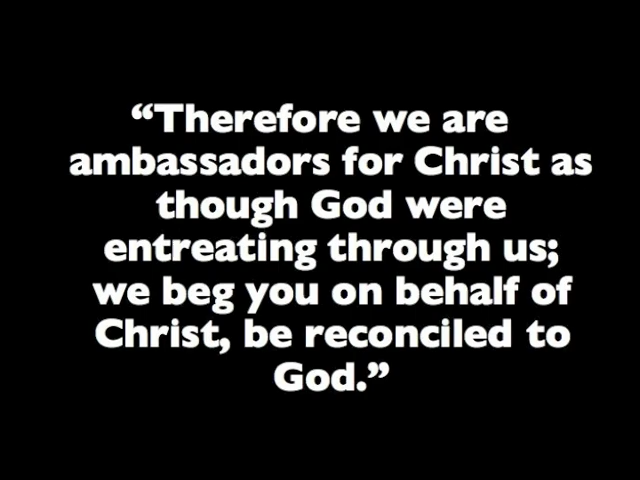 “Therefore we are
ambassadors for Christ as
though God were
entreating through us;
we beg you on behalf of
Christ, be reconciled to
God.”